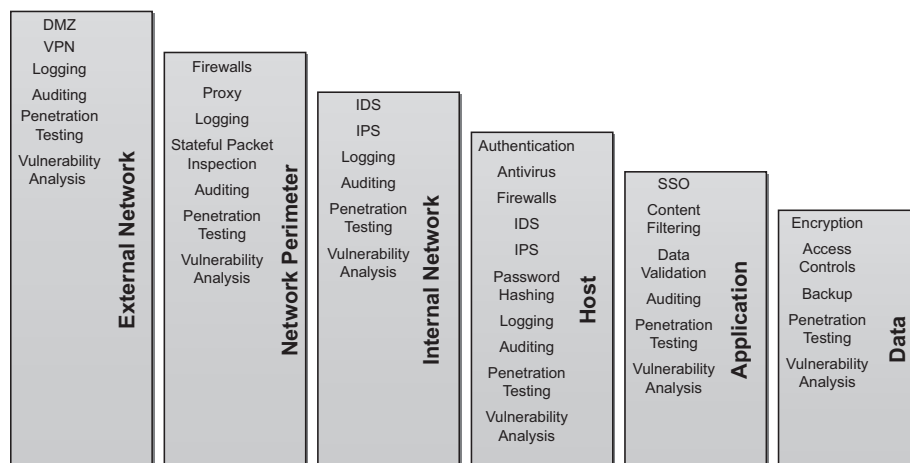 DMZ
VPN
Logging
Auditing
Penetration
Testing
Vulnerability
Analysis
External Network
Firewalls
Proxy
Logging
Stateful Packet
Inspection
Auditing
Penetration
Testing
Vulnerability
Analysis
Network Perimeter
IDS
IPS
Logging
Auditing
Penetration
Testing
Vulnerability
Analysis
Internal Network
Authentication
Antivirus
Firewalls
IDS
IPS
Password
Hashing
Logging
Auditing
Penetration
Testing
Vulnerability
Analysis
Host
SSO
Content
Filtering
Data
Validation
Auditing
Penetration
Testing
Vulnerability
Analysis
Application
Encryption
Access
Controls
Backup
Penetration
Testing
Vulnerability
Analysis
Data